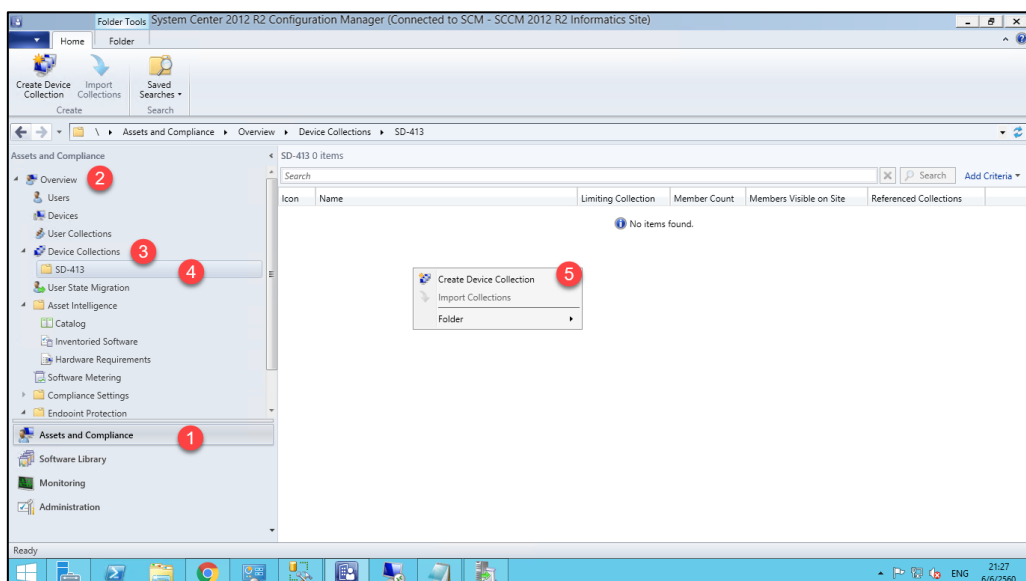 Folder Tools System Center 2012 R2 Configuration Manager (Connected to SCM - SCCM 2012 R2 Informatics Site)
Home Folder
Create Device Collection
Import Collections
Saved Searches
Create Search
\ Assets and Compliance Overview Device Collections SD-413
Assets and Compliance
Overview 2
Users
Devices
User Collections
Device Collections 3
SD-413 4
User State Migration
Asset Intelligence
Catalog
Inventoried Software
Hardware Requirements
Software Metering
Compliance Settings
Endpoint Protection
Assets and Compliance 1
Software Library
Monitoring
Administration
SD-413 0 items
Search Search Add Criteria
Icon Name Limiting Collection Member Count Members Visible on Site Referenced Collections
No items found.
Create Device Collection 5
Import Collections
Folder
Ready
ENG 21:27
6/6/2560